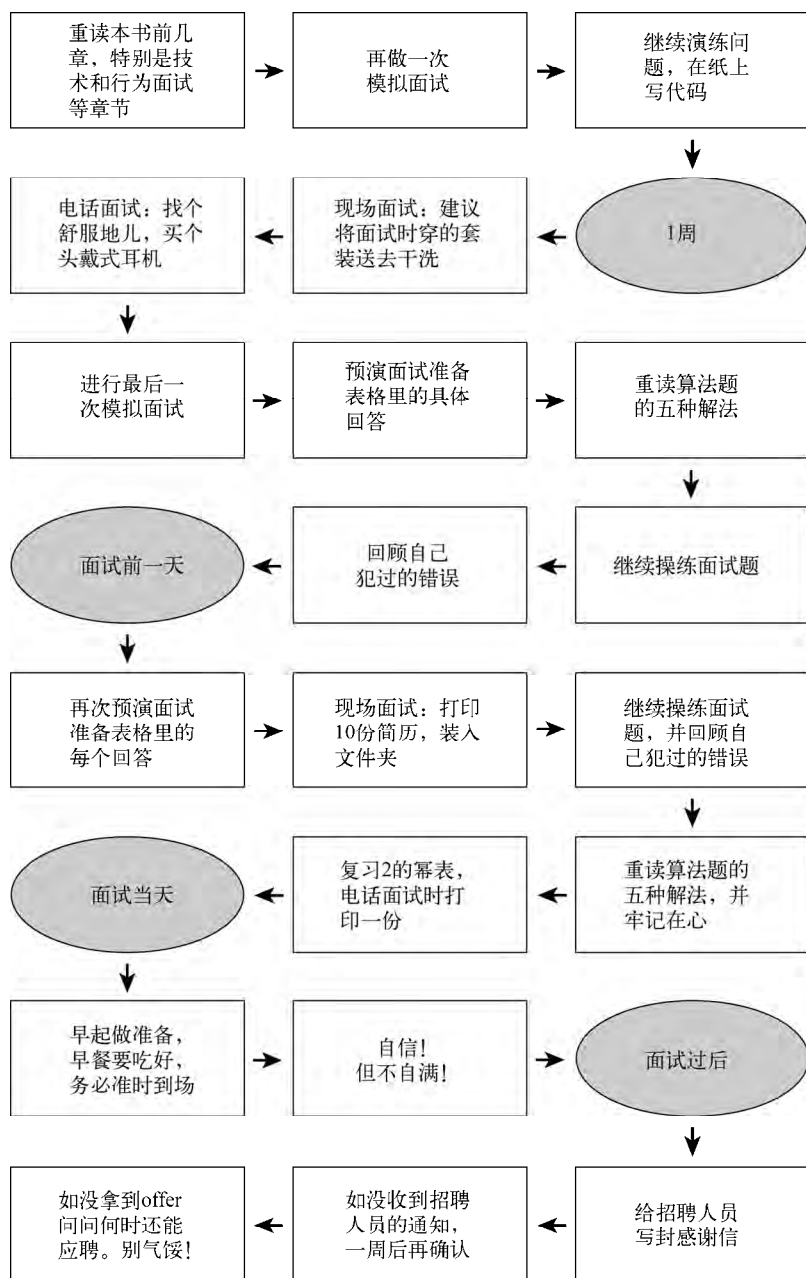 重读本书前几
章，特别是技
术和行为面试
等章节
再做一次
模拟面试
继续演练问
题，在纸上
写代码
1周
现场面试：建议
将面试时穿的套
装送去干洗
电话面试：找个
舒服地儿，买个
头戴式耳机
进行最后一
次模拟面试
预演面试准备
表格里的具体
回答
重读算法题
的五种解法
继续操练面试题
回顾自己
犯过的错误
面试前一天
再次预演面试
准备表格里的
每个回答
现场面试：打印
10份简历，装入
文件夹
继续操练面试
题，并回顾自
己犯过的错误
重读算法题的
五种解法，并
牢记在心
复习2的幂表，
电话面试时打
印一份
面试当天
早起做准备，
早餐要吃好，
务必准时到场
自信！
但不自满！
面试过后
给招聘人员
写封感谢信
如没收到招聘
人员的通知，
一周后再确认
如没拿到offer
问问何时还能
应聘。别气馁！